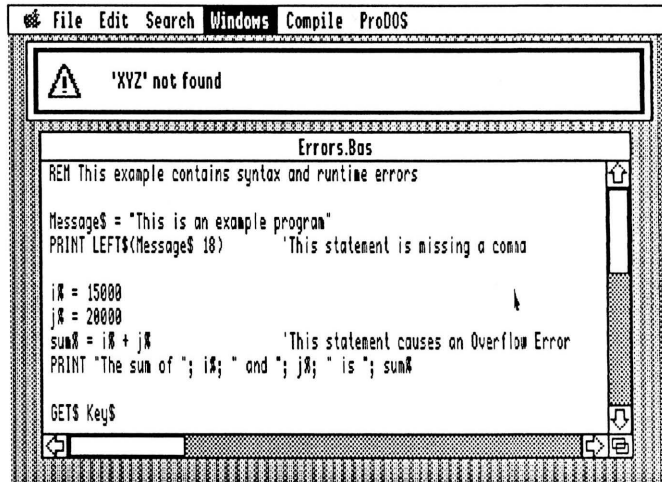 File Edit Search Windows Compile ProDOS
'XYZ' not found
Errors.Bas
REM This example contains syntax and runtime errors
Message$ = "This is an example program"
PRINT LEFT$(Message$ 18) 'This statement is missing a comma
i% = 15000
j% = 20000
sum% = i% + j% 'This statement causes an Overflow Error
PRINT "The sum of "; i%; " and "; j%; " is "; sum%
GET$ Key$